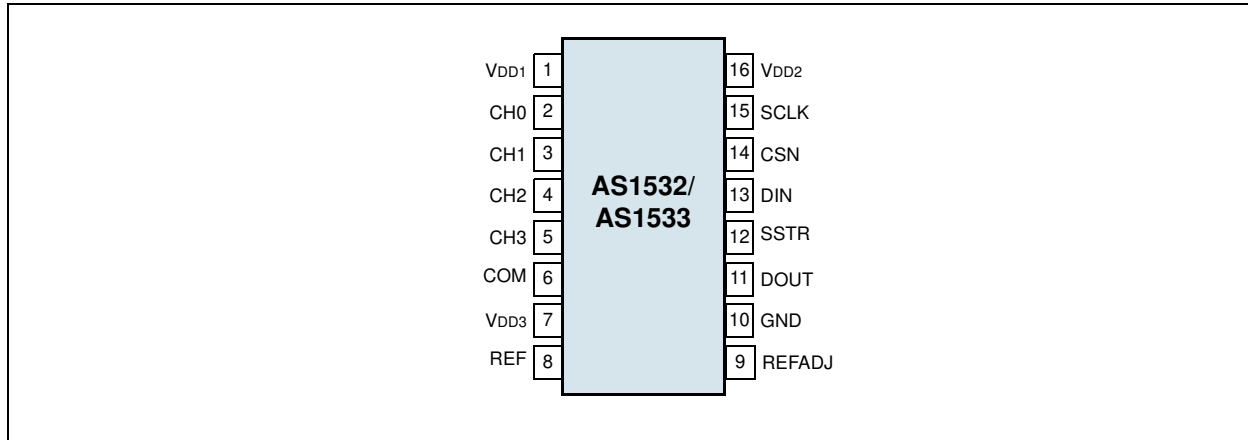 VDD1 1 16 VDD2
CH0 2 15 SCLK
CH1 3 14 CSN
CH2 4 AS1532/ 13 DIN
CH3 5 AS1533 12 SSTR
COM 6 11 DOUT
VDD3 7 10 GND
REF 8 9 REFADJ